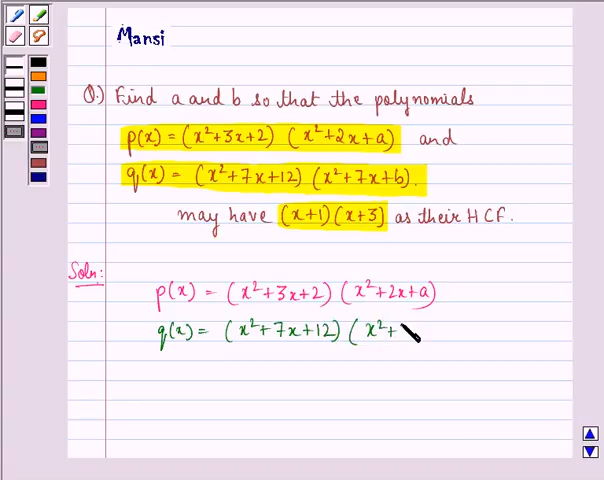 Mansi
Q.) Find a and b so that the polynomials
p(x) = (x²+3x+2) (x²+2x+a) and
q(x) = (x²+7x+12) (x²+7x+b).
may have (x+1)(x+3) as their HCF.
Soln:
p(x) = (x²+3x+2) (x²+2x+a)
q(x) = (x²+7x+12) (x²+